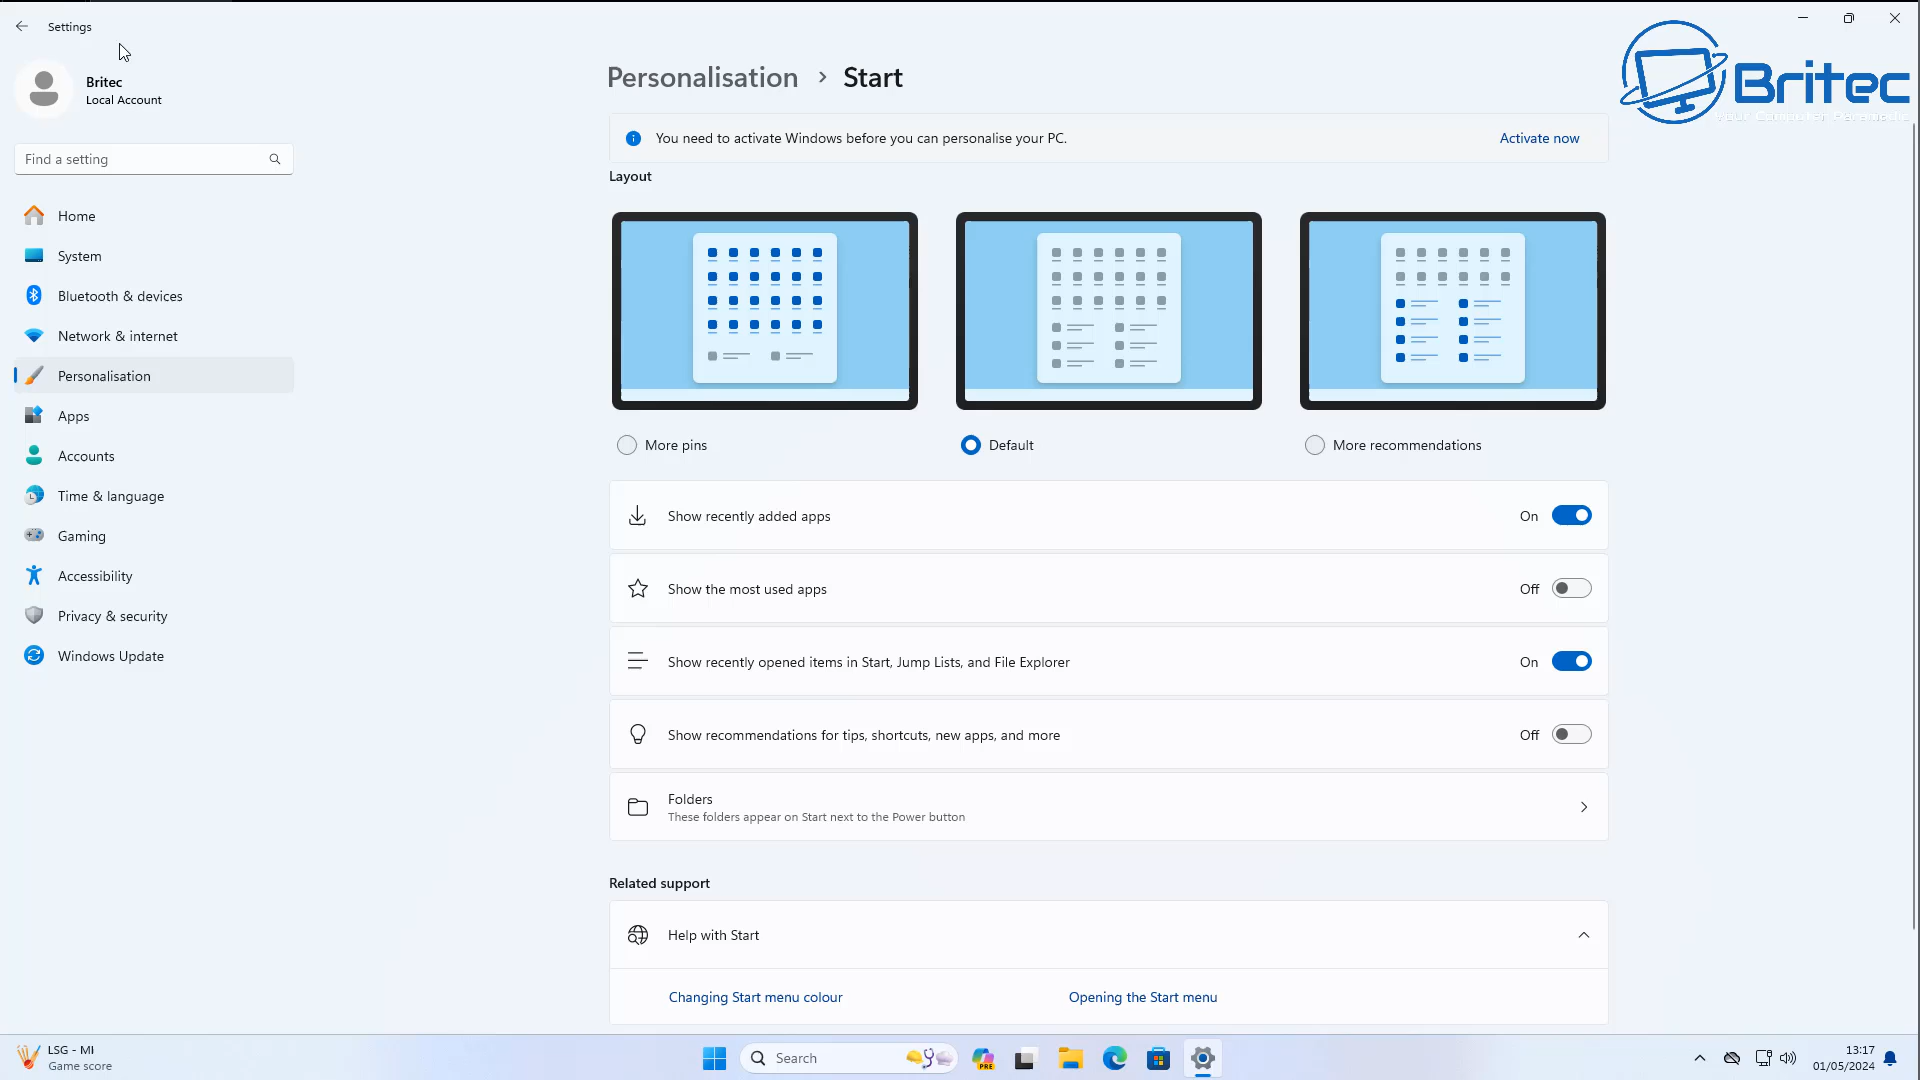 Settings
Britec
Local Account
Find a setting
Home
System
Bluetooth & devices
Network & internet
Personalisation
Apps
Accounts
Time & language
Gaming
Accessibility
Privacy & security
Windows Update
Personalisation > Start
Britec
Your Computer Paramedic
You need to activate Windows before you can personalise your PC.
Activate now
Layout
More pins
Default
More recommendations
Show recently added apps
On
Show the most used apps
Off
Show recently opened items in Start, Jump Lists, and File Explorer
On
Show recommendations for tips, shortcuts, new apps, and more
Off
Folders
These folders appear on Start next to the Power button
Related support
Help with Start
Changing Start menu colour
Opening the Start menu
LSG - MI
Game score
Search
PRE
13:17
01/05/2024